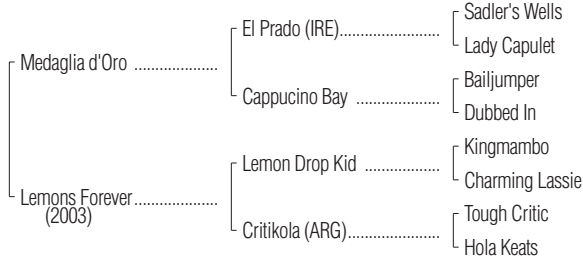 Sadler's Wells
El Prado (IRE)....................
Lady Capulet
Medaglia d'Oro .................
Bailjumper
Cappucino Bay .................
Dubbed In
Kingmambo
Lemon Drop Kid ...............
Charming Lassie
Lemons Forever.................
(2003)
Tough Critic
Critikola (ARG)..................
Hola Keats